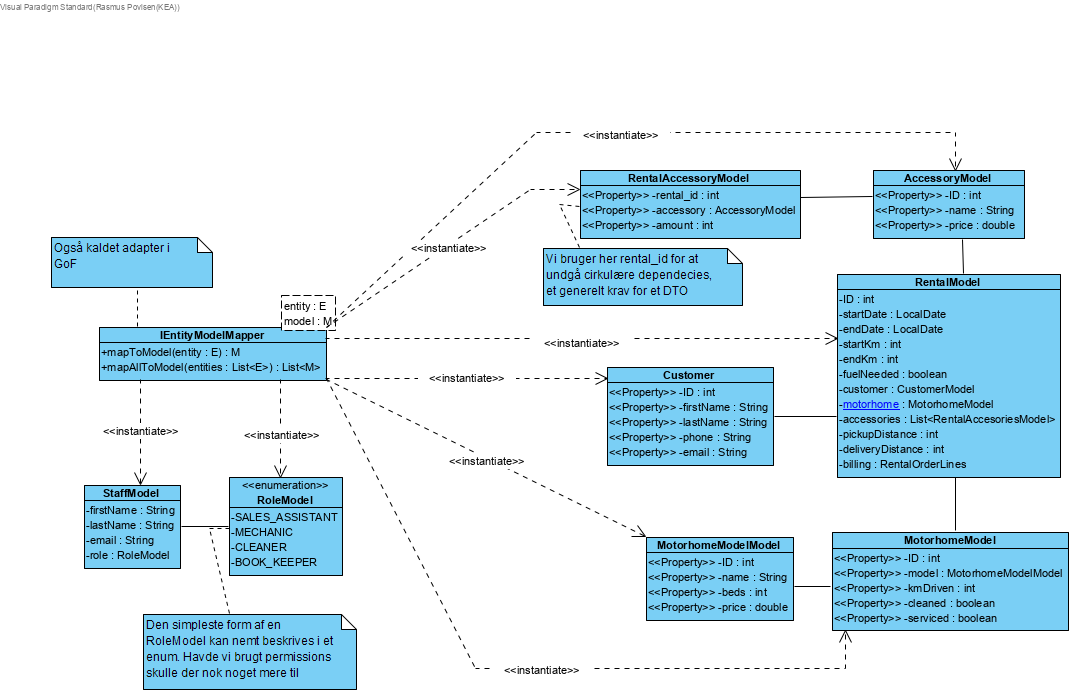 Visual Paradigm Standard(Rasmus Povlsen(KEA))
<<instantiate>>
RentalAccessoryModel
<<Property>> -rental_id : int
<<Property>> -accessory : AccessoryModel
<<Property>> -amount : int
AccessoryModel
<<Property>> -ID : int
<<Property>> -name : String
<<Property>> -price : double
Også kaldet adapter i
GoF
<<instantiate>>
Vi bruger her rental_id for at
undgå cirkulære dependecies,
et generelt krav for et DTO
entity : E
model : M
IEntityModelMapper
+mapToModel(entity : E) : M
+mapAllToModel(entities : List<E>) : List<M>
<<instantiate>>
RentalModel
-ID : int
-startDate : LocalDate
-endDate : LocalDate
-startKm : int
-endKm : int
-fuelNeeded : boolean
-customer : CustomerModel
-motorhome : MotorhomeModel
-accessories : List<RentalAccesoriesModel>
-pickupDistance : int
-deliveryDistance : int
-billing : RentalOrderLines
<<instantiate>>
Customer
<<Property>> -ID : int
<<Property>> -firstName : String
<<Property>> -lastName : String
<<Property>> -phone : String
<<Property>> -email : String
<<instantiate>>
<<instantiate>>
<<instantiate>>
StaffModel
-firstName : String
-lastName : String
-email : String
-role : RoleModel
<<enumeration>>
RoleModel
-SALES_ASSISTANT
-MECHANIC
-CLEANER
-BOOK_KEEPER
MotorhomeModelModel
<<Property>> -ID : int
<<Property>> -name : String
<<Property>> -beds : int
<<Property>> -price : double
MotorhomeModel
<<Property>> -ID : int
<<Property>> -model : MotorhomeModelModel
<<Property>> -kmDriven : int
<<Property>> -cleaned : boolean
<<Property>> -serviced : boolean
Den simpleste form af en
RoleModel kan nemt beskrives i et
enum. Havde vi brugt permissions
skulle der nok noget mere til
<<instantiate>>